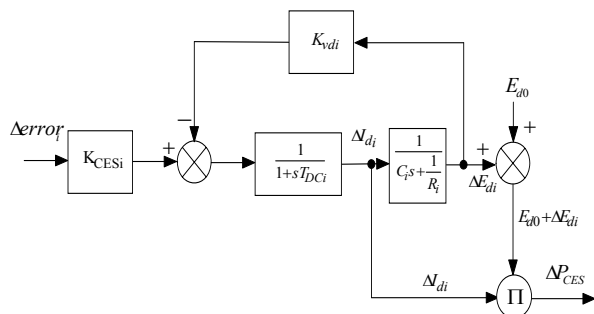 K_vdi
E_d0
−
+
Δerror_i
K_CESi
+
1
1+sT_DCi
ΔI_di
1
C_i s+ 1
R_i
+
ΔE_di
E_d0+ΔE_di
ΔI_di
Π
ΔP_CES